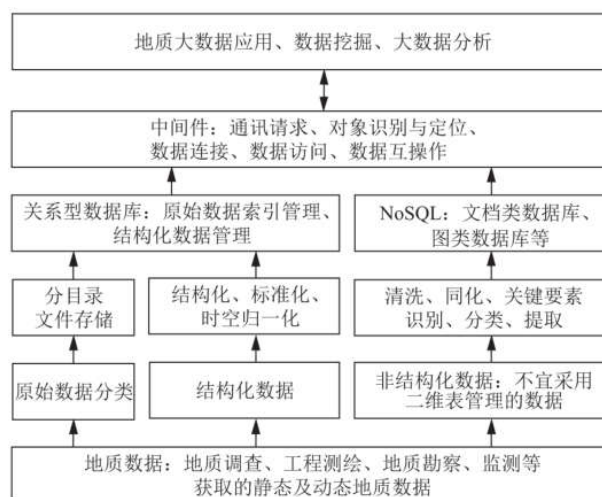 地质大数据应用、数据挖掘、大数据分析
中间件：通讯请求、对象识别与定位、
数据连接、数据访问、数据互操作
关系型数据库：原始数据索引管理、
结构化数据管理
NoSQL：文档类数据库、
图类数据库等
分目录
文件存储
结构化、标准化、
时空归一化
清洗、同化、关键要素
识别、分类、提取
原始数据分类
结构化数据
非结构化数据：不宜采用
二维表管理的数据
地质数据：地质调查、工程测绘、地质勘察、监测等
获取的静态及动态地质数据